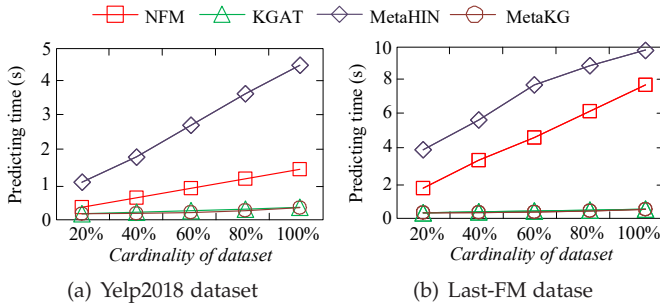 NFM KGAT MetaHIN MetaKG
Predicting time (s)
5
4
3
2
1
0
20% 40% 60% 80% 100%
Cardinality of dataset
(a) Yelp2018 dataset
Predicting time (s)
10
8
6
4
2
0
20% 40% 60% 80% 100%
Cardinality of dataset
(b) Last-FM datase